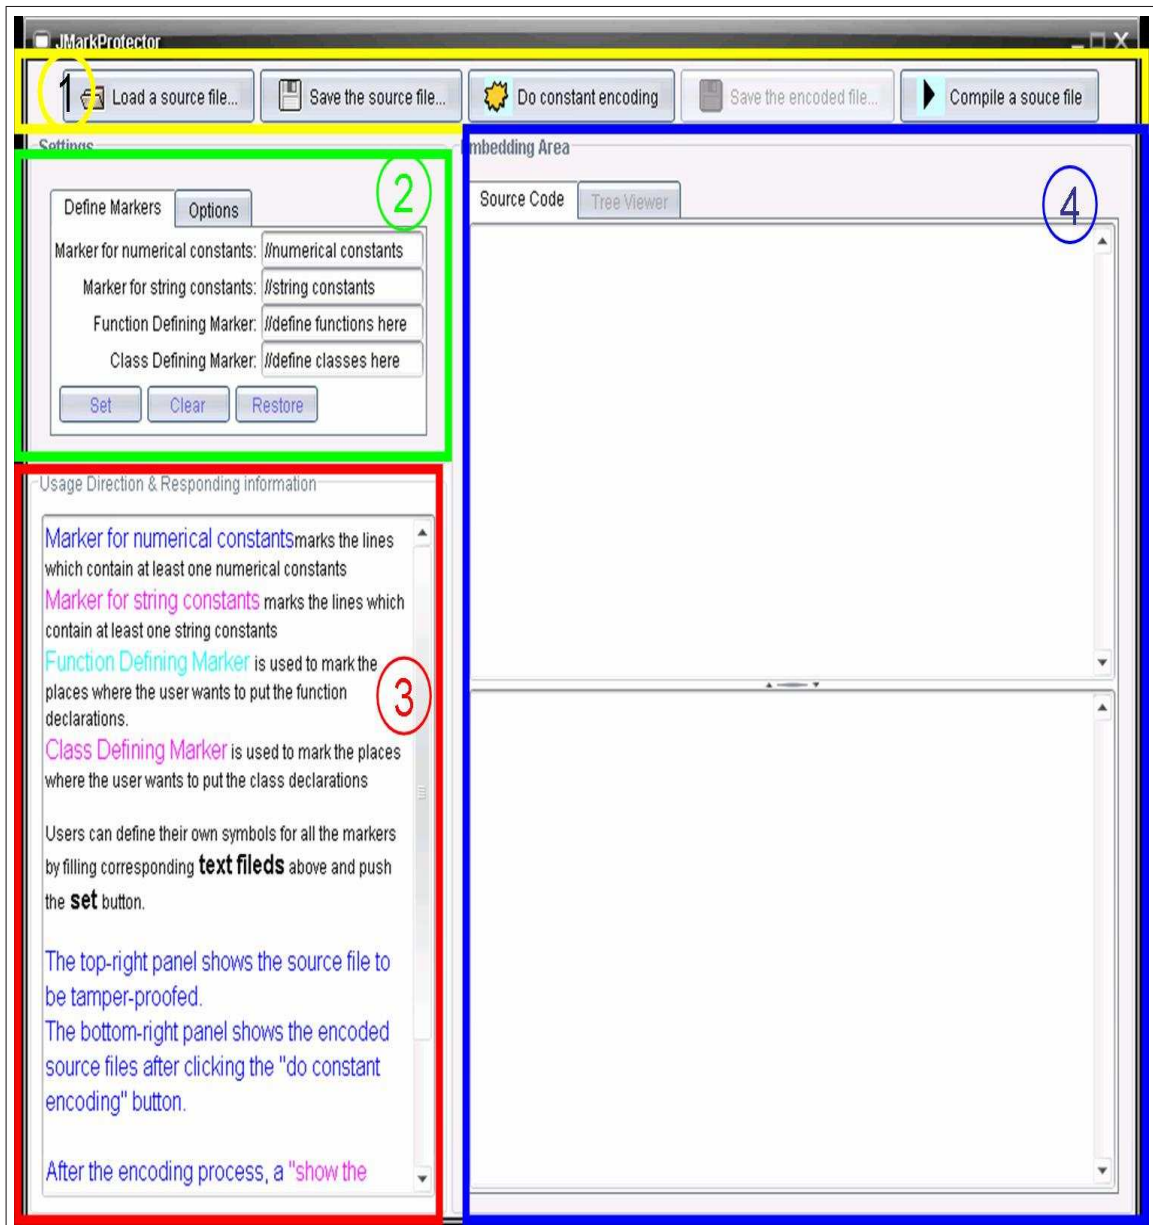 JMarkProtector
1
Load a source file...
Save the source file...
Do constant encoding
Save the encoded file...
Compile a souce file
Settings
2
Define Markers
Options
Marker for numerical constants: //numerical constants
Marker for string constants: //string constants
Function Defining Marker: //define functions here
Class Defining Marker: //define classes here
Set
Clear
Restore
Usage Direction & Responding information
Marker for numerical constantsmarks the lines
which contain at least one numerical constants
Marker for string constants marks the lines which
contain at least one string constants
Function Defining Marker is used to mark the
places where the user wants to put the function
declarations.
3
Class Defining Marker is used to mark the places
where the user wants to put the class declarations
Users can define their own symbols for all the markers
by filling corresponding text fileds above and push
the set button.
The top-right panel shows the source file to
be tamper-proofed.
The bottom-right panel shows the encoded
source files after clicking the "do constant
encoding" button.
After the encoding process, a "show the
Embedding Area
Source Code
Tree Viewer
4